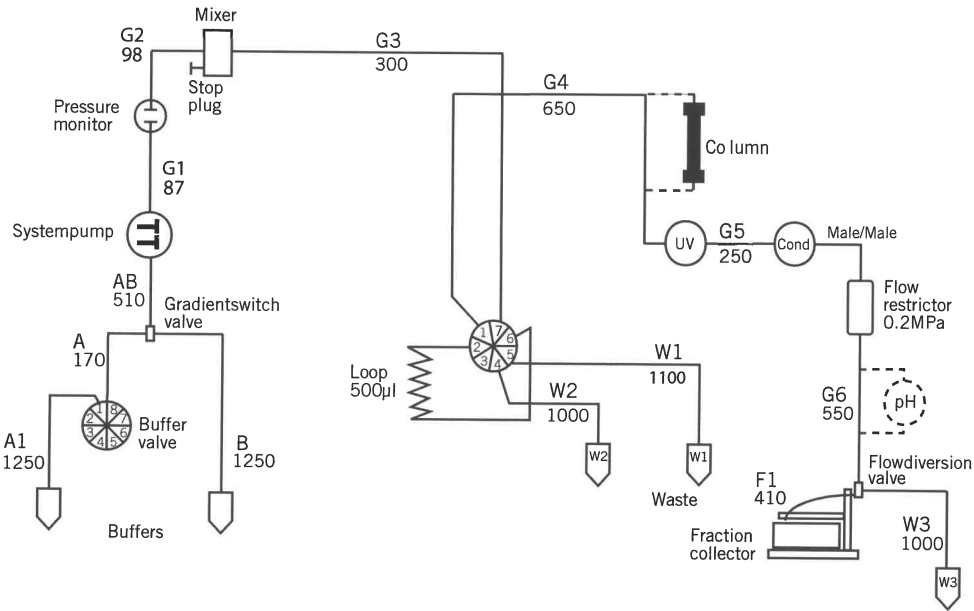 Mixer
G2
98
G3
300
Stop
plug
Pressure
monitor
G4
650
Co lumn
G1
87
Systempump
UV
G5
250
Cond
Male/Male
AB
510
Gradientswitch
valve
Flow
restrictor
0.2MPa
A
170
1
7
2
6
3
4
5
Loop
500µl
W1
1100
W2
1000
G6
550
pH
1
8
2
7
3
6
4
5
Buffer
valve
A1
1250
B
1250
W2
W1
Waste
Buffers
F1
410
Flowdiversion
valve
Fraction
collector
W3
1000
W3